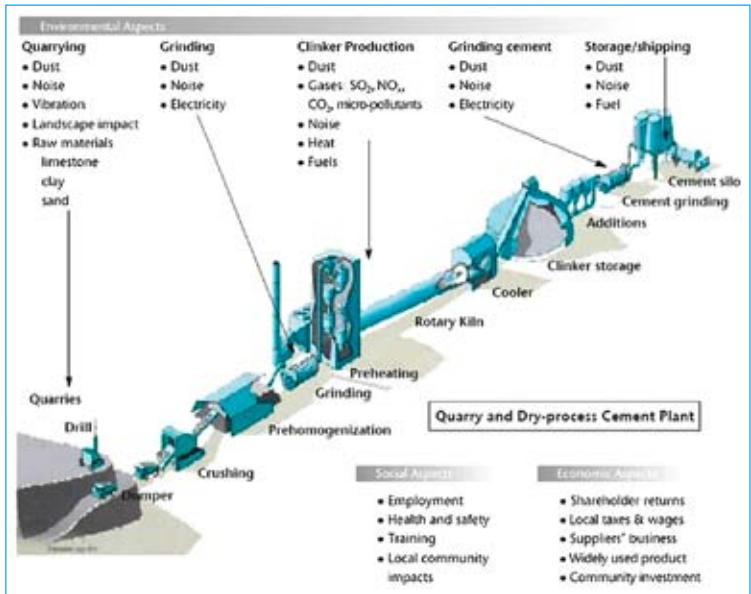 Environmental Aspects
Quarrying
• Dust
• Noise
• Vibration
• Landscape impact
• Raw materials
limestone
clay
sand
Grinding
• Dust
• Noise
• Electricity
Clinker Production
• Dust
• Gases: SO₂, NOₓ,
CO₂, micro-pollutants
• Noise
• Heat
• Fuels
Grinding cement
• Dust
• Noise
• Electricity
Storage/shipping
• Dust
• Noise
• Fuel
Cement silo
Cement grinding
Additions
Clinker storage
Cooler
Rotary Kiln
Preheating
Grinding
Prehomogenization
Crushing
Quarries
Drill
Dumper
Quarry and Dry-process Cement Plant
Social Aspects
• Employment
• Health and safety
• Training
• Local community
impacts
Economic Aspects
• Shareholder returns
• Local taxes & wages
• Suppliers' business
• Widely used product
• Community investment